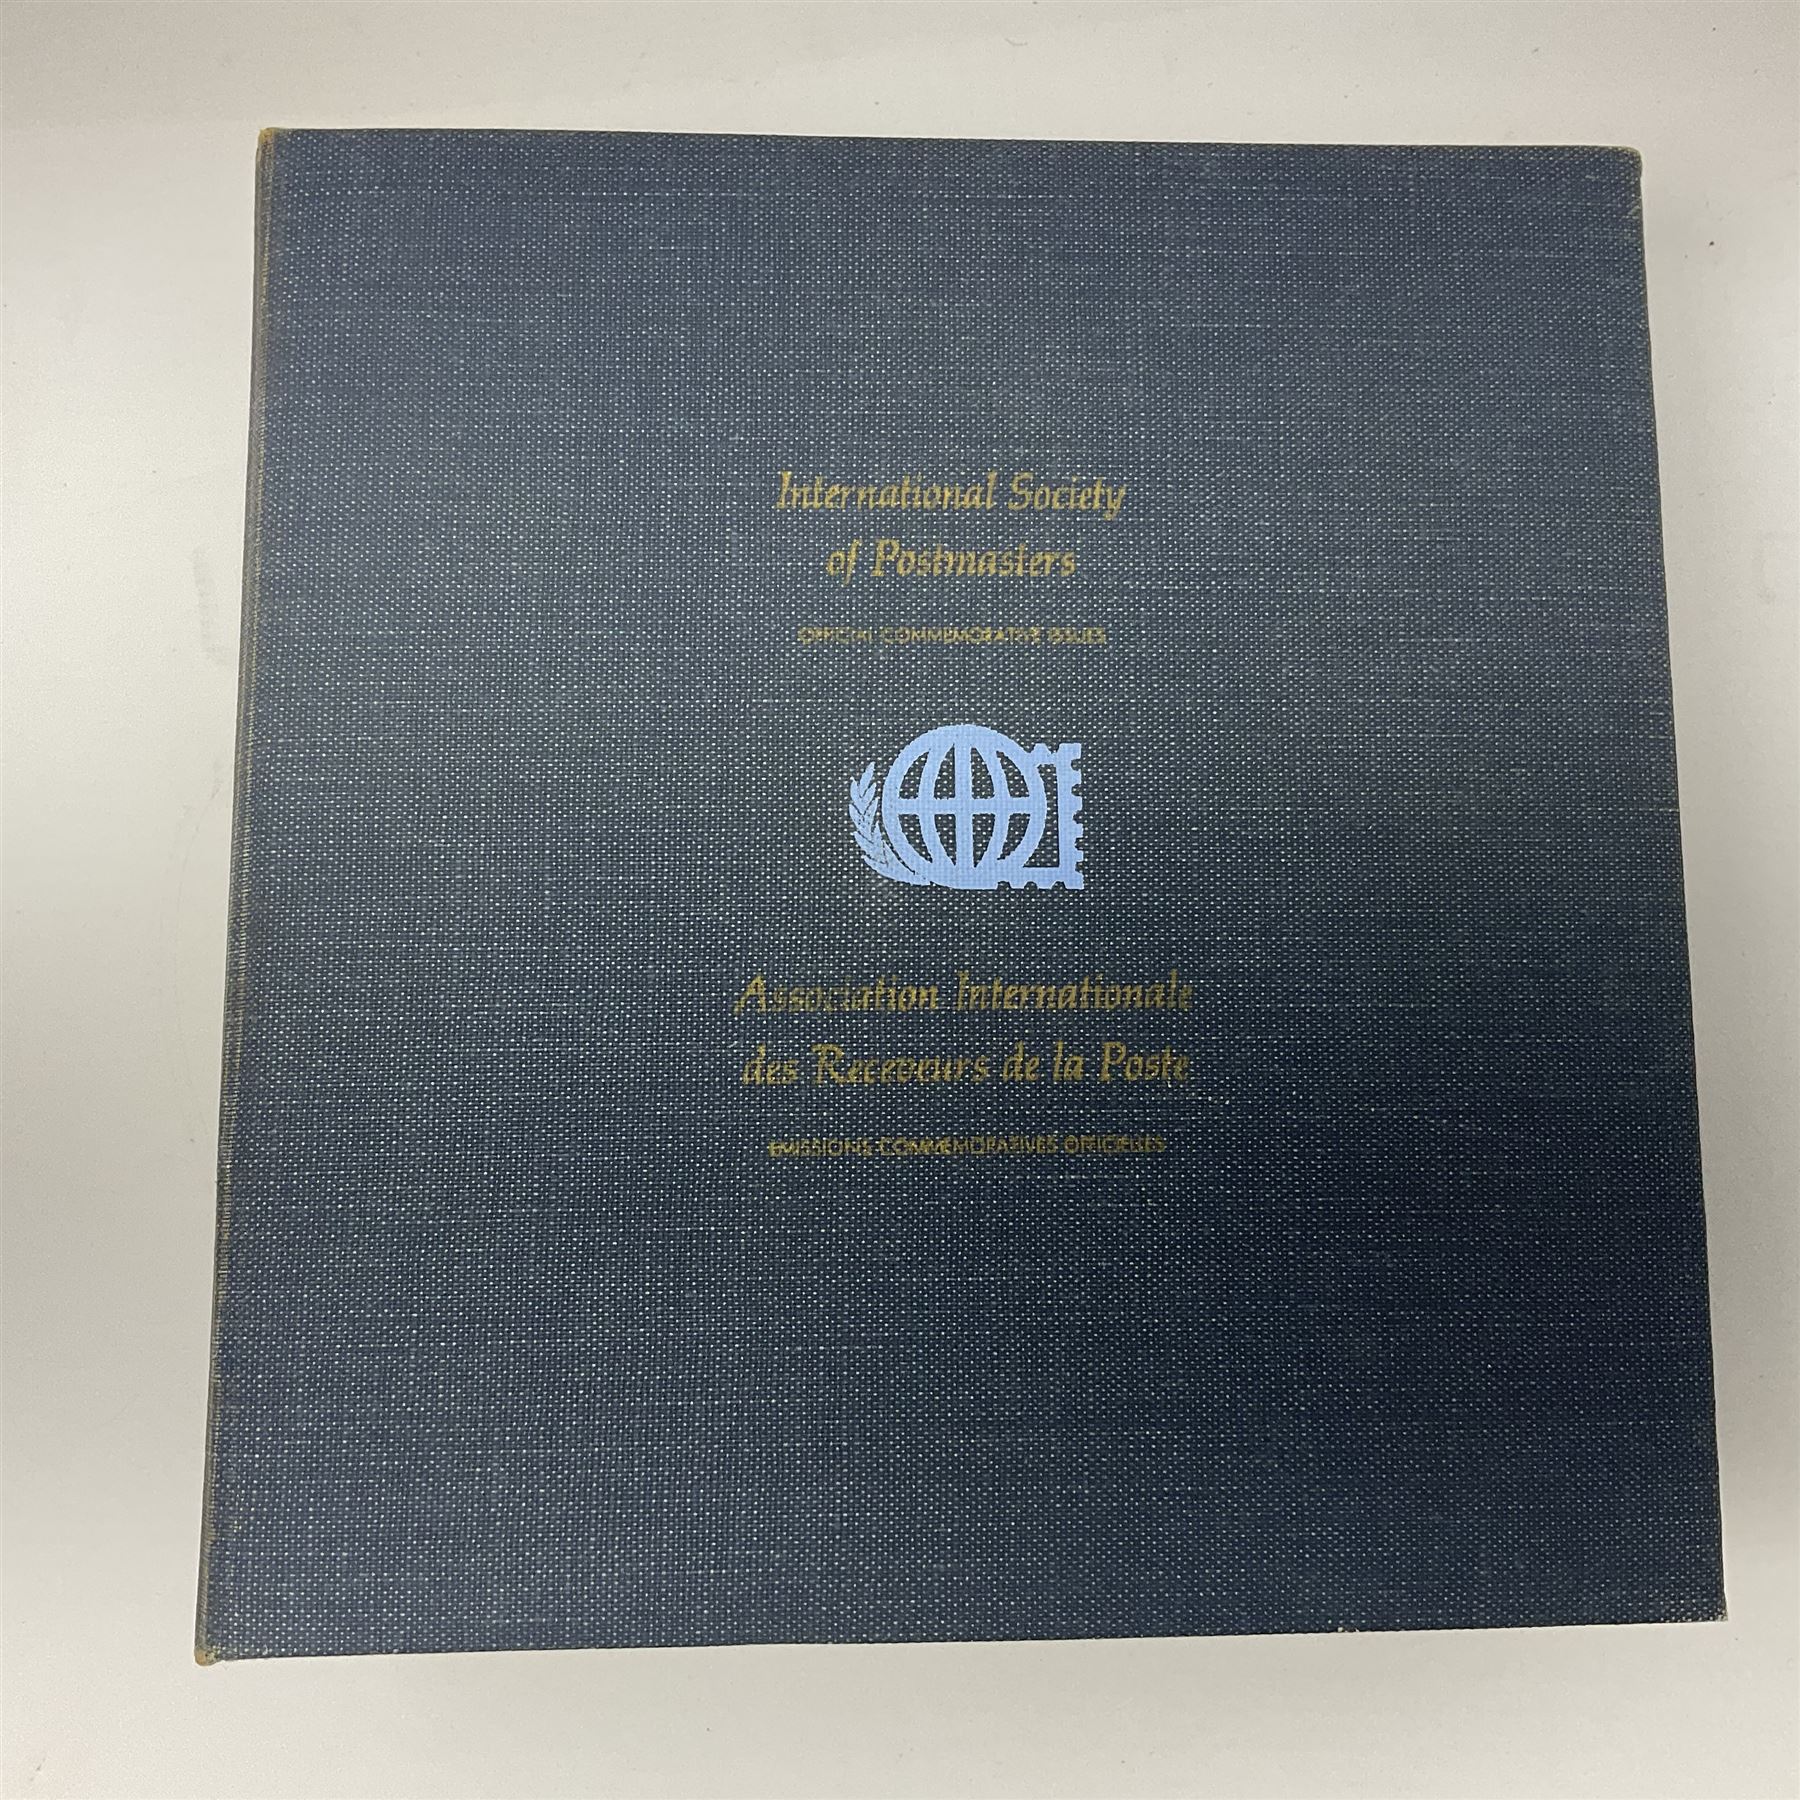 International Society
of Postmasters
OFFICIAL COMMEMORATIVE ISSUES
Association Internationale
des Receveurs de la Poste
EMISSIONS COMMEMORATIVES OFFICIELLES